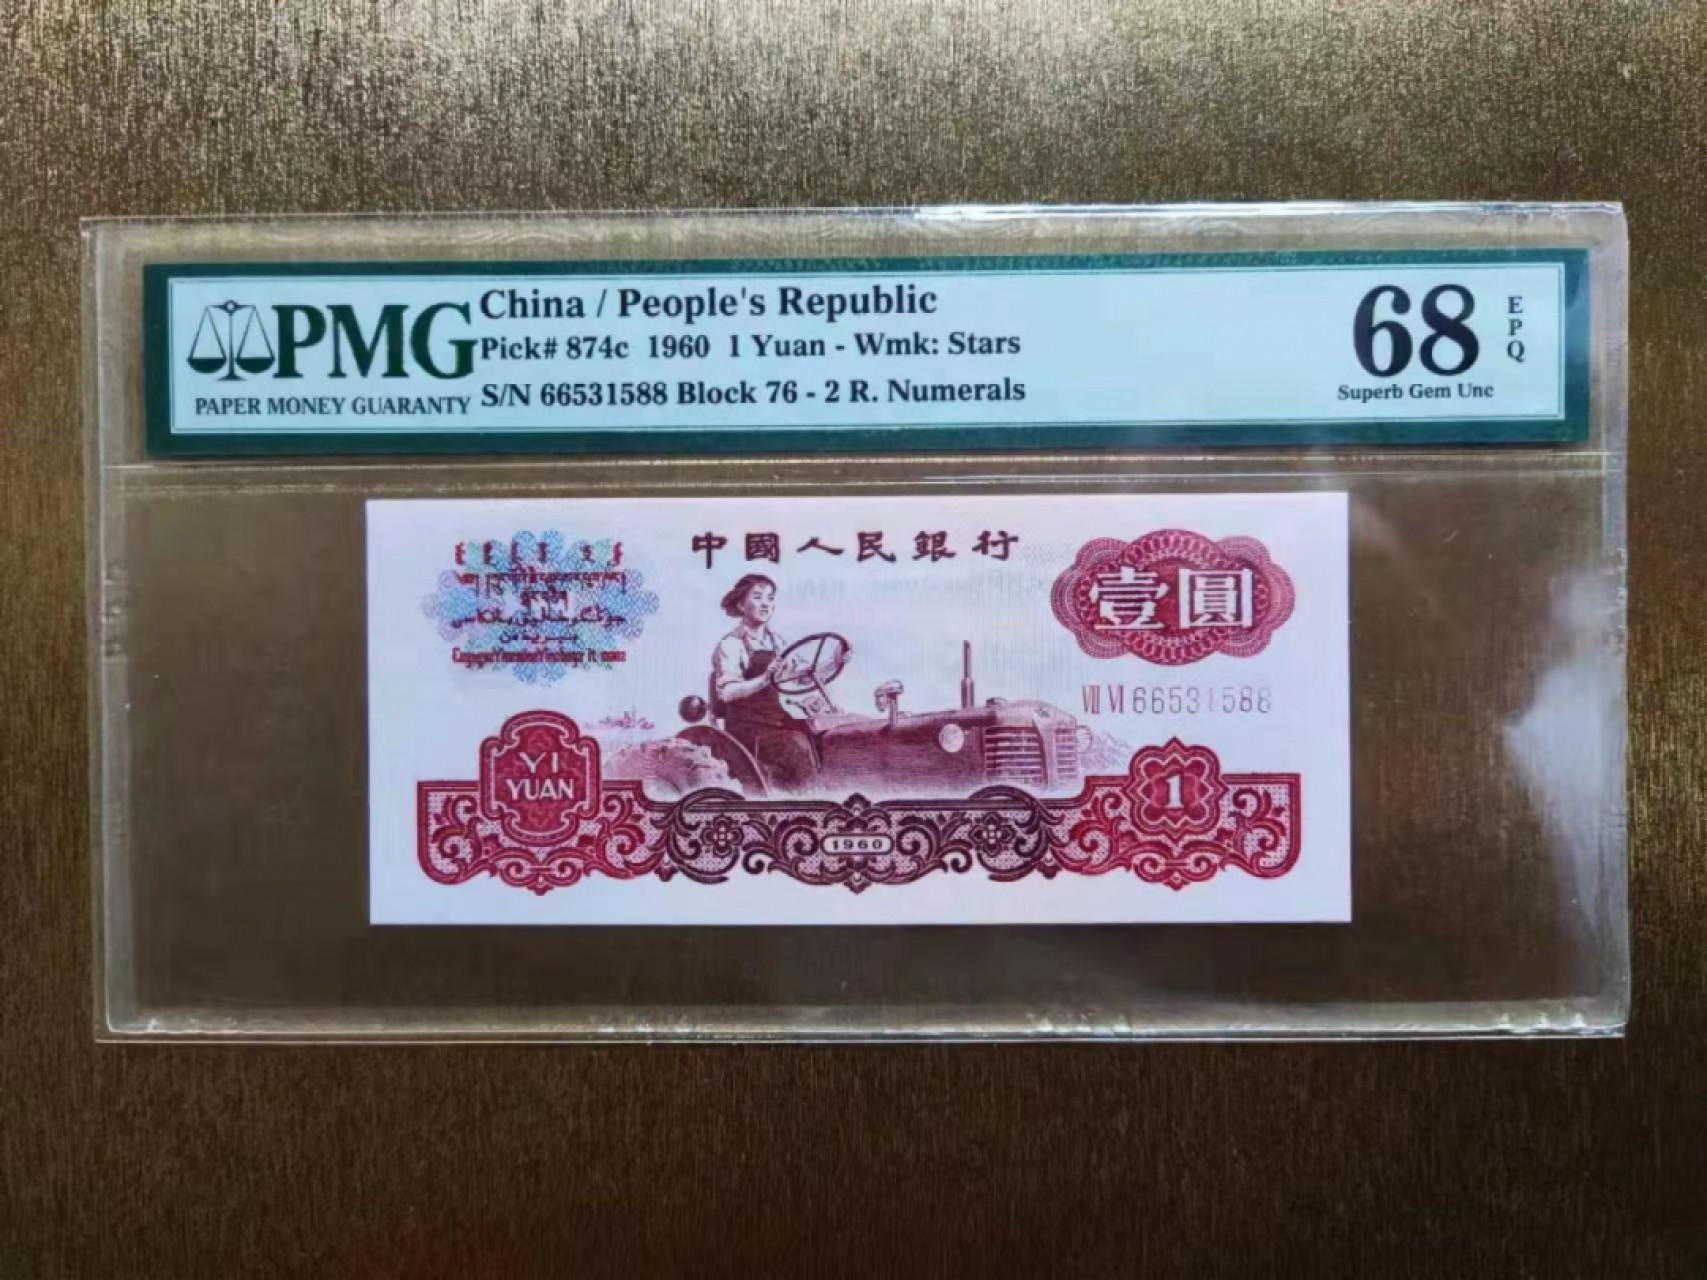 PMG
PAPER MONEY GUARANTY
China / People's Republic
Pick# 874c 1960 1 Yuan - Wmk: Stars
S/N 66531588 Block 76 - 2 R. Numerals
68
EPQ
Superb Gem Unc
中國人民銀行
壹圓
Ⅶ Ⅵ 66531588
YI
YUAN
1960
1